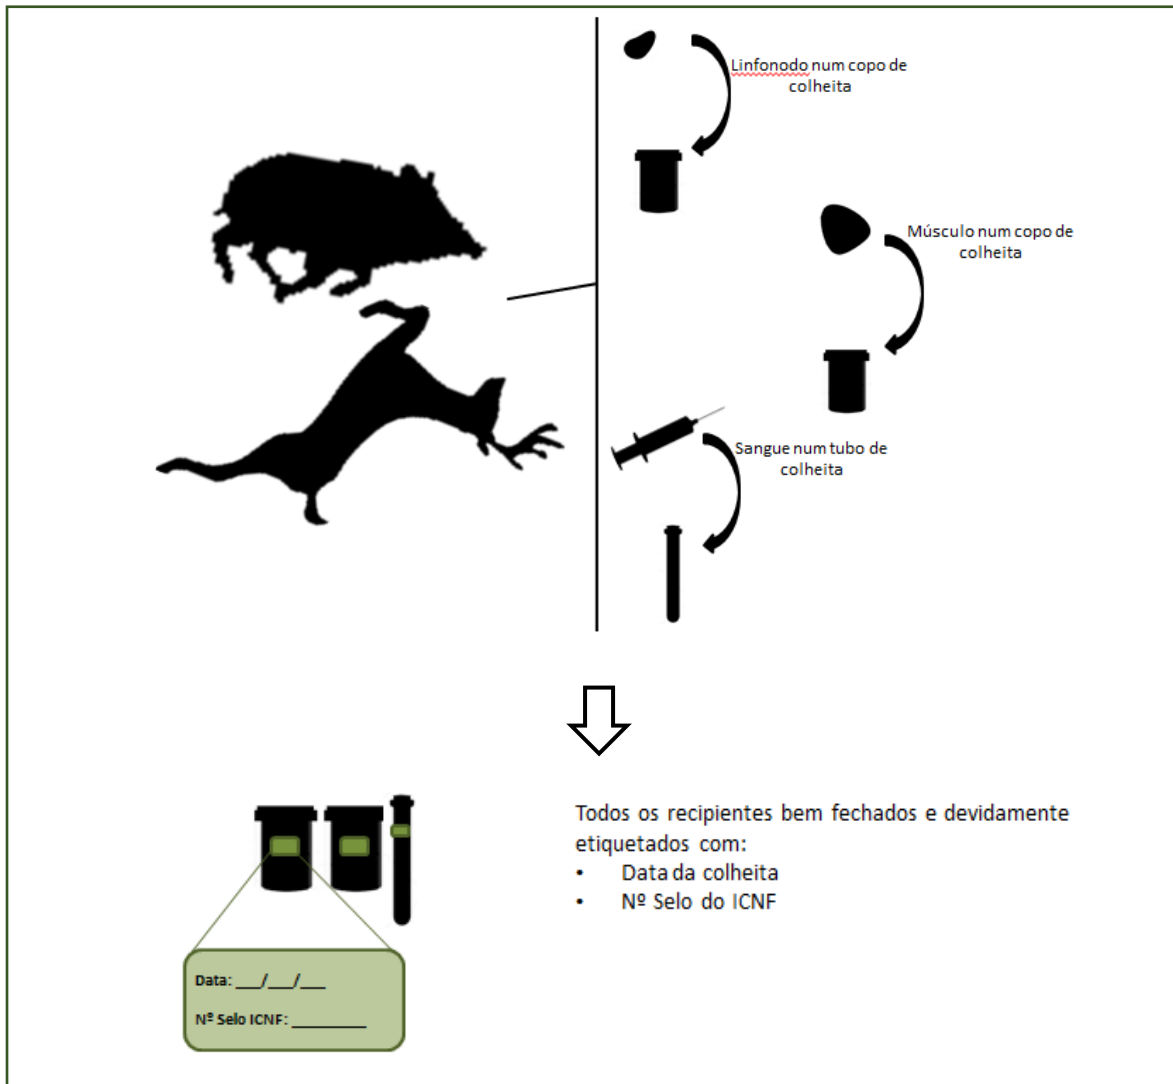 Linfonodo num copo de
colheita
Músculo num copo de
colheita
Sangue num tubo de
colheita
Todos os recipientes bem fechados e devidamente
etiquetados com:
• Data da colheita
• Nº Selo do ICNF
Data: ___/___/___
Nº Selo ICNF: _________